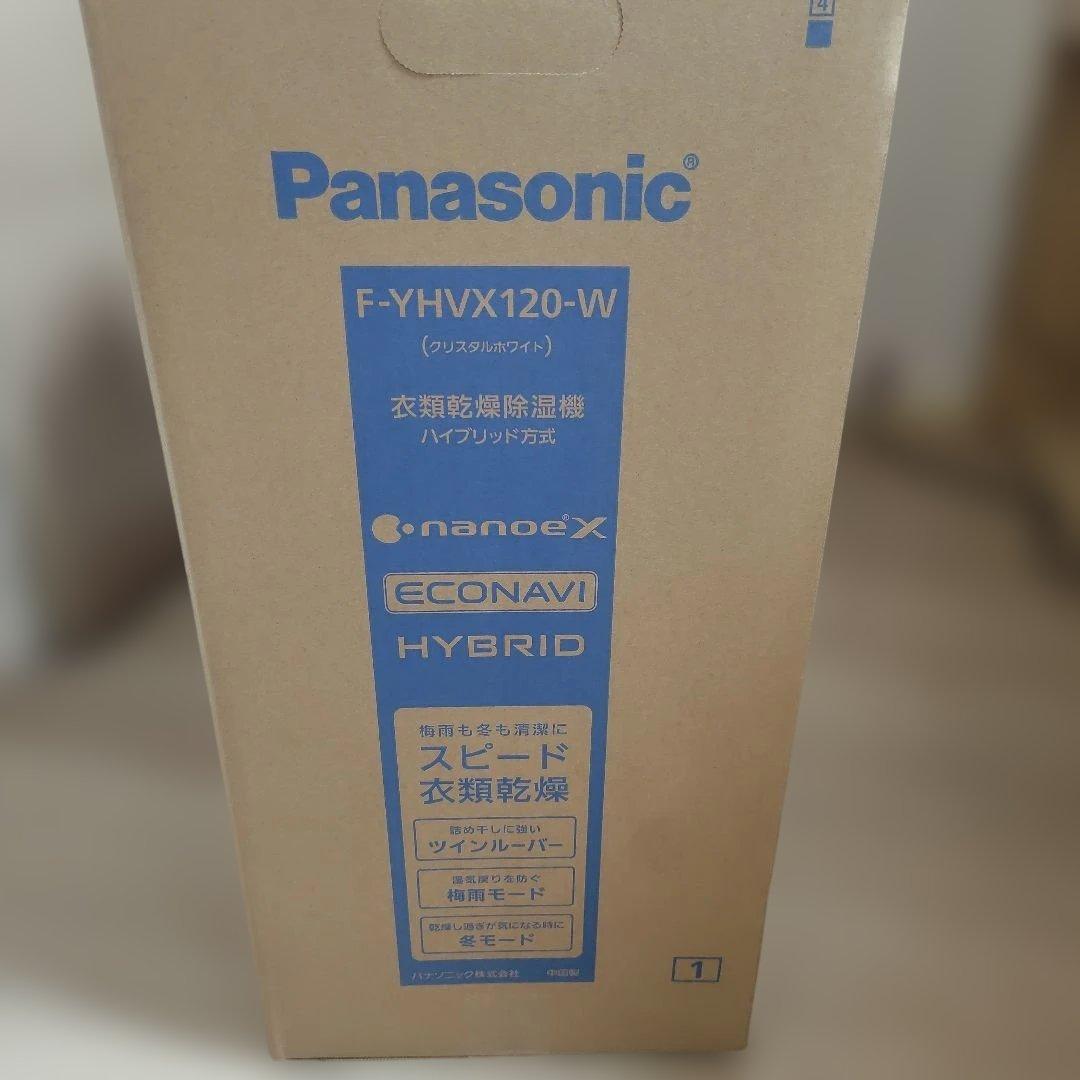 4
Panasonic®
F-YHVX120-W
(クリスタルホワイト)
衣類乾燥除湿機
ハイブリッド方式
nanoe®X
ECONAVI
HYBRID
梅雨も冬も清潔に
スピード
衣類乾燥
詰め干しに強い
ツインルーバー
湿気戻りを防ぐ
梅雨モード
乾燥し過ぎが気になる時に
冬モード
パナソニック株式会社 中国製
1